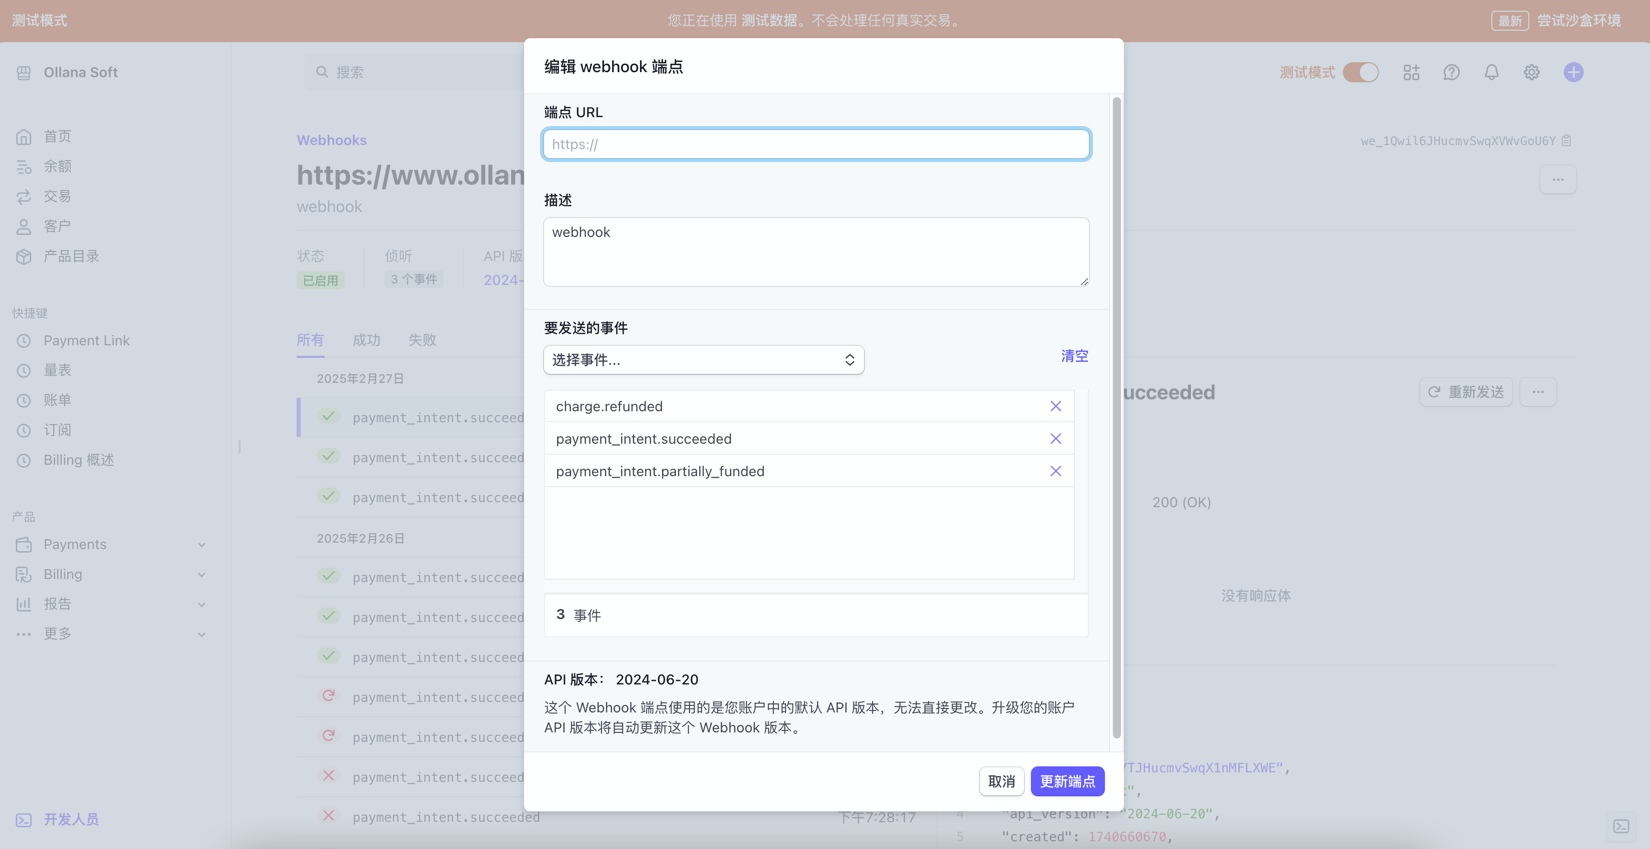 测试模式
您正在使用 测试数据。不会处理任何真实交易。
最新 尝试沙盒环境
Ollana Soft
搜索
测试模式
首页
余额
交易
客户
产品目录
快捷键
Payment Link
量表
账单
订阅
Billing 概述
产品
Payments
Billing
报告
更多
开发人员
Webhooks
we_1Qwil6JHucmvSwqXVWvGoU6Y
https://www.ollan
webhook
状态
侦听
API 版
已启用
3 个事件
2024-
所有
成功
失败
2025年2月27日
payment_intent.succeed
payment_intent.succeed
payment_intent.succeed
2025年2月26日
payment_intent.succeed
payment_intent.succeed
payment_intent.succeed
payment_intent.succeed
payment_intent.succeed
payment_intent.succeed
payment_intent.succeeded
下午7:28:17
编辑 webhook 端点
端点 URL
https://
描述
webhook
要发送的事件
选择事件...
清空
charge.refunded
payment_intent.succeeded
payment_intent.partially_funded
3 事件
API 版本： 2024-06-20
这个 Webhook 端点使用的是您账户中的默认 API 版本，无法直接更改。升级您的账户
API 版本将自动更新这个 Webhook 版本。
取消
更新端点
ucceeded
重新发送
200 (OK)
没有响应体
YTJHucmvSwqX1nMFLXWE",
",
4 "api_version": "2024-06-20",
5 "created": 1740660670,